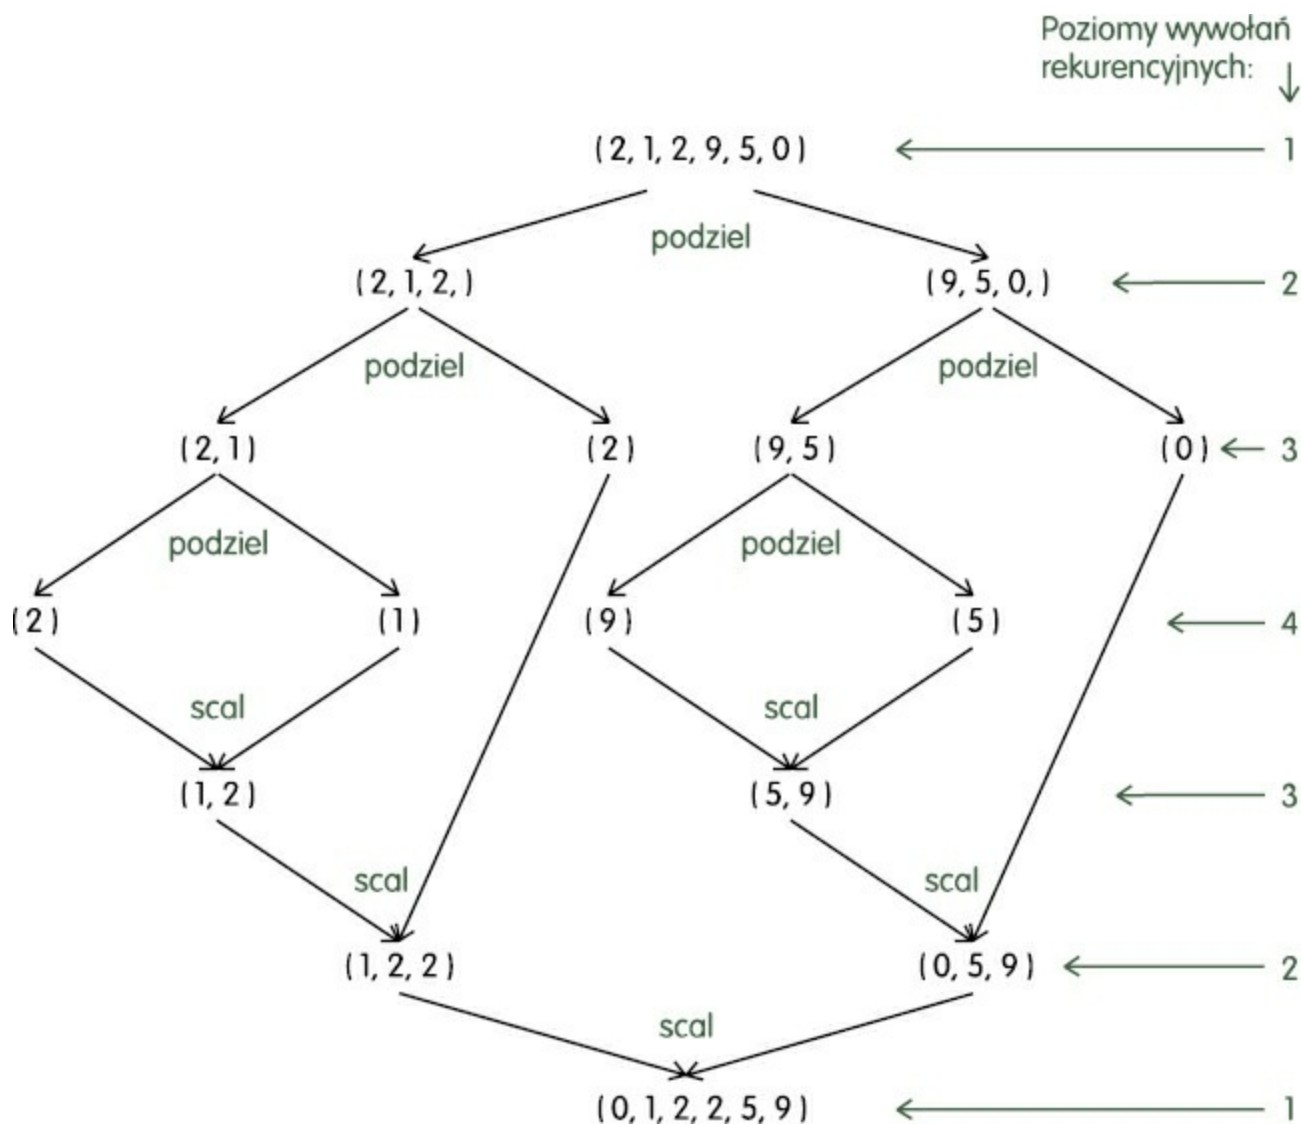 Poziomy wywołań
rekurencyjnych:
(2, 1, 2, 9, 5, 0) 1
podziel
(2, 1, 2, ) (9, 5, 0, ) 2
podziel podziel
(2, 1) (2) (9, 5) (0) 3
podziel podziel
(2) (1) (9) (5) 4
scal scal
(1, 2) (5, 9) 3
scal scal
(1, 2, 2) (0, 5, 9) 2
scal
(0, 1, 2, 2, 5, 9) 1